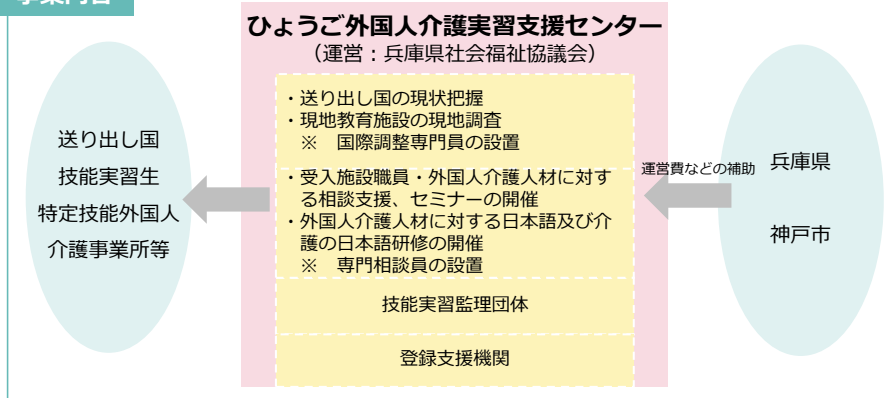 事業内容
ひょうご外国人介護実習支援センター
（運営：兵庫県社会福祉協議会）
・送り出し国の現状把握
・現地教育施設の現地調査
※　国際調整専門員の設置
・受入施設職員・外国人介護人材に対す
る相談支援、セミナーの開催
・外国人介護人材に対する日本語及び介
護の日本語研修の開催
※　専門相談員の設置
技能実習監理団体
登録支援機関
送り出し国
技能実習生
特定技能外国人
介護事業所等
運営費などの補助
兵庫県
神戸市